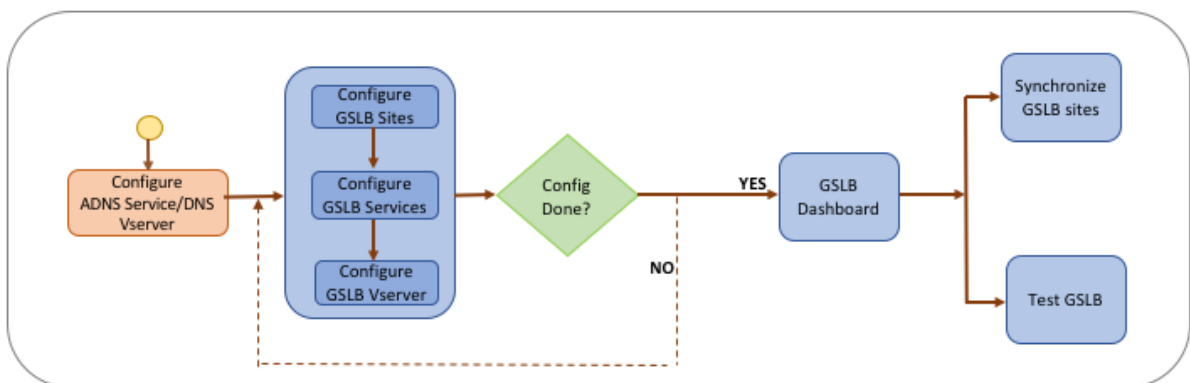 Configure
ADNS Service/DNS
Vserver
Configure
GSLB Sites
Configure
GSLB Services
Configure
GSLB Vserver
Config
Done?
YES
NO
GSLB
Dashboard
Synchronize
GSLB sites
Test GSLB